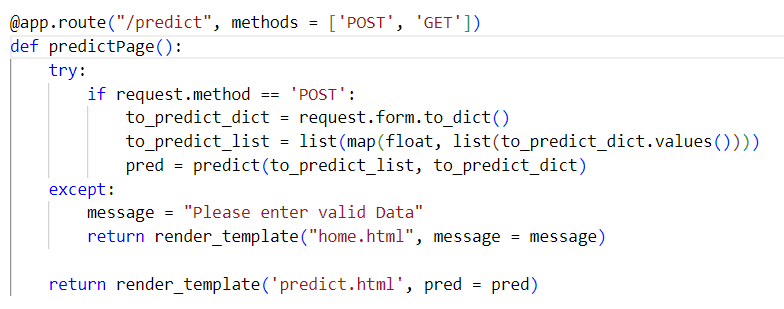 @app.route("/predict", methods = ['POST', 'GET'])
def predictPage():
    try:
        if request.method == 'POST':
            to_predict_dict = request.form.to_dict()
            to_predict_list = list(map(float, list(to_predict_dict.values())))
            pred = predict(to_predict_list, to_predict_dict)
    except:
        message = "Please enter valid Data"
        return render_template("home.html", message = message)

    return render_template('predict.html', pred = pred)